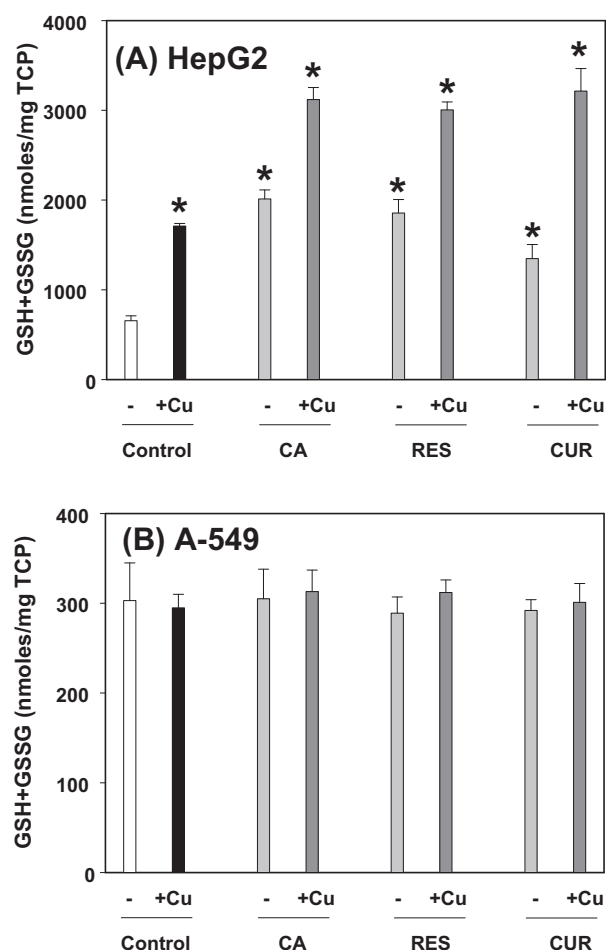 4000
(A) HepG2
3000
2000
1000
0
GSH+GSSG (nmoles/mg TCP)
* * * * * * *
- +Cu - +Cu - +Cu - +Cu
Control CA RES CUR
400
(B) A-549
300
200
100
0
GSH+GSSG (nmoles/mg TCP)
- +Cu - +Cu - +Cu - +Cu
Control CA RES CUR